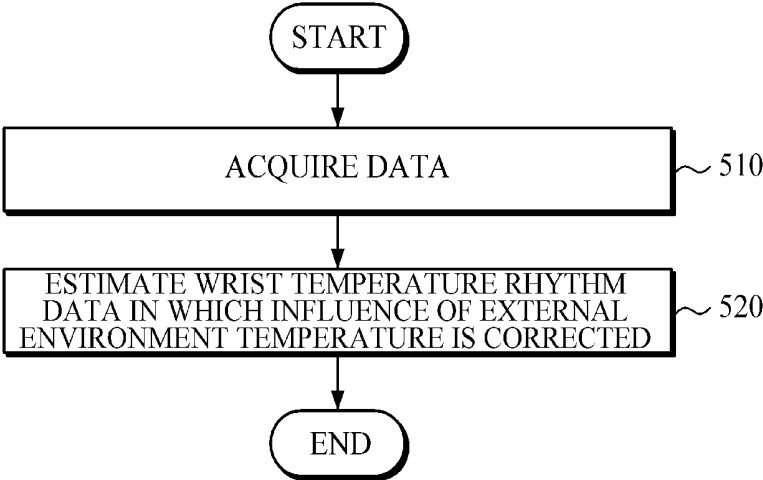 START
ACQUIRE DATA
510
ESTIMATE WRIST TEMPERATURE RHYTHM
DATA IN WHICH INFLUENCE OF EXTERNAL
ENVIRONMENT TEMPERATURE IS CORRECTED
520
END